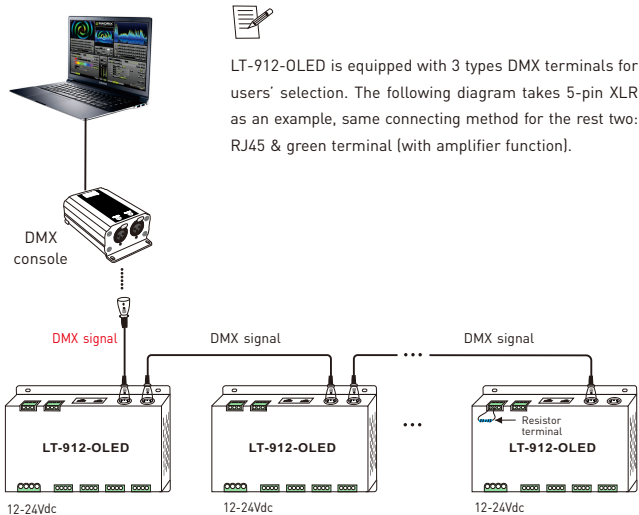 LT-912-OLED is equipped with 3 types DMX terminals for
users' selection. The following diagram takes 5-pin XLR
as an example, same connecting method for the rest two:
RJ45 & green terminal (with amplifier function).
DMX
console
DMX signal
DMX signal
DMX signal
Resistor
terminal
LT-912-OLED
LT-912-OLED
LT-912-OLED
12-24Vdc
12-24Vdc
12-24Vdc